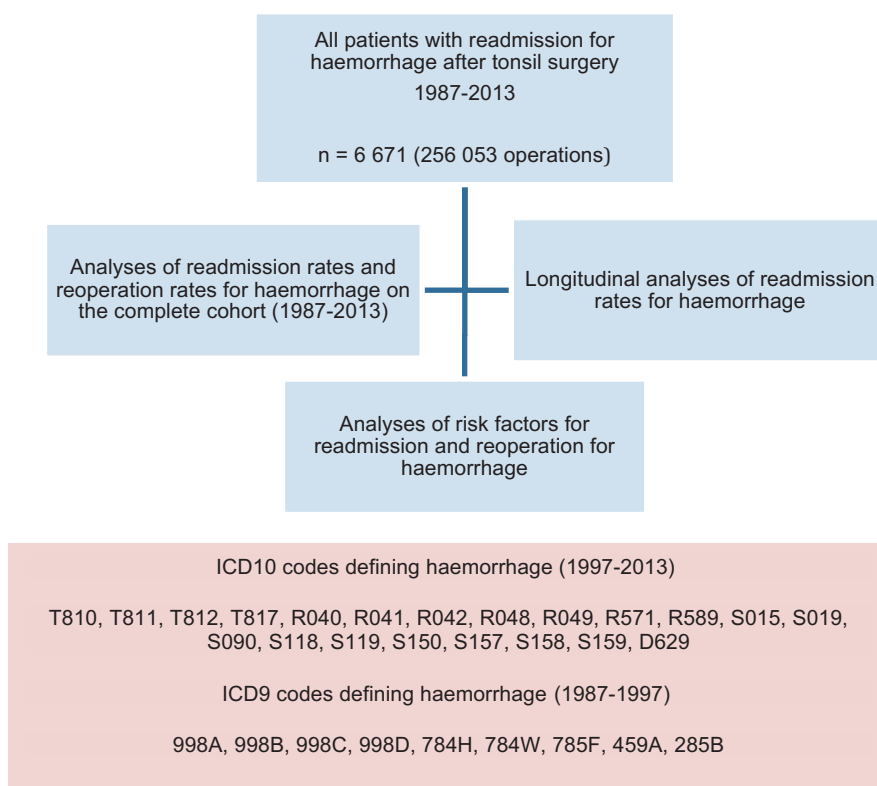 All patients with readmission for
haemorrhage after tonsil surgery
1987-2013
n = 6 671 (256 053 operations)
Analyses of readmission rates and
reoperation rates for haemorrhage on
the complete cohort (1987-2013)
Longitudinal analyses of readmission
rates for haemorrhage
Analyses of risk factors for
readmission and reoperation for
haemorrhage
ICD10 codes defining haemorrhage (1997-2013)
T810, T811, T812, T817, R040, R041, R042, R048, R049, R571, R589, S015, S019,
S090, S118, S119, S150, S157, S158, S159, D629
ICD9 codes defining haemorrhage (1987-1997)
998A, 998B, 998C, 998D, 784H, 784W, 785F, 459A, 285B